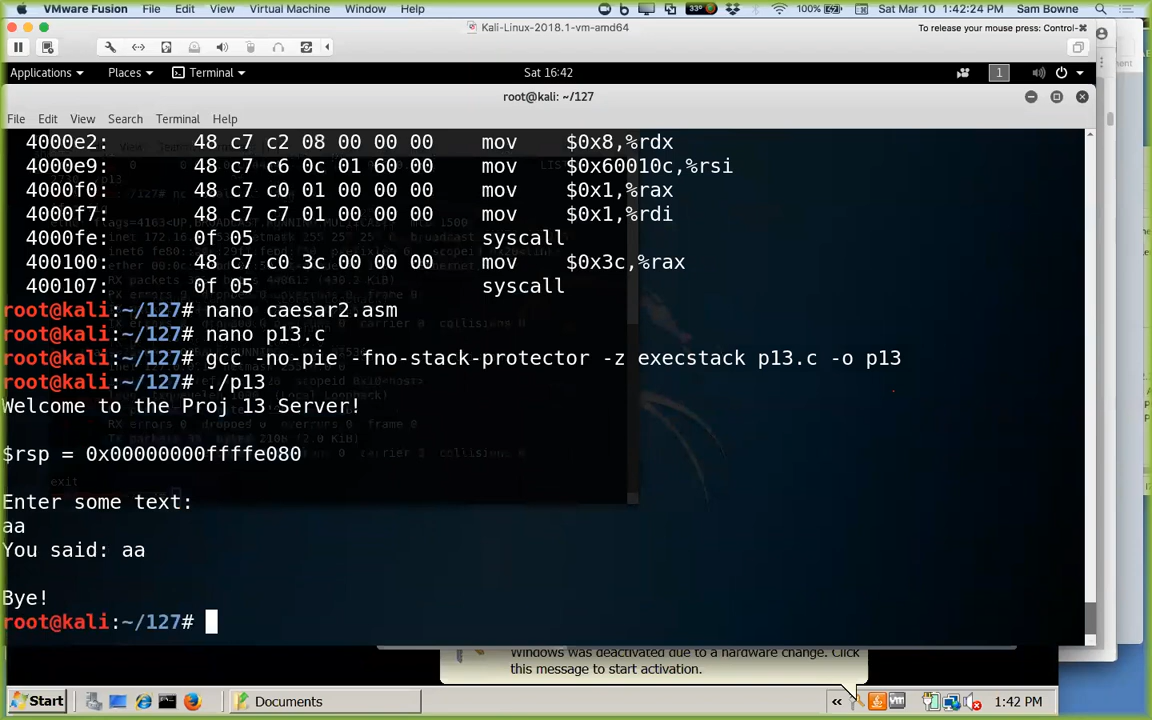 VMware Fusion File Edit View Virtual Machine Window Help 33° 100% Sat Mar 10 1:42:24 PM Sam Bowne
Kali-Linux-2018.1-vm-amd64 To release your mouse press: Control-⌘
Applications Places Terminal Sat 16:42 1
root@kali: ~/127
File Edit View Search Terminal Help
4000e2: 48 c7 c2 08 00 00 00 mov $0x8,%rdx
4000e9: 48 c7 c6 0c 01 60 00 mov $0x60010c,%rsi
4000f0: 48 c7 c0 01 00 00 00 mov $0x1,%rax
4000f7: 48 c7 c7 01 00 00 00 mov $0x1,%rdi
4000fe: 0f 05 syscall
400100: 48 c7 c0 3c 00 00 00 mov $0x3c,%rax
400107: 0f 05 syscall
root@kali:~/127# nano caesar2.asm
root@kali:~/127# nano p13.c
root@kali:~/127# gcc -no-pie -fno-stack-protector -z execstack p13.c -o p13
root@kali:~/127# ./p13
Welcome to the Proj 13 Server!
$rsp = 0x00000000ffffe080
exit
Enter some text:
aa
You said: aa
Bye!
root@kali:~/127#
Windows was deactivated due to a hardware change. Click
this message to start activation.
Start Documents « 1:42 PM